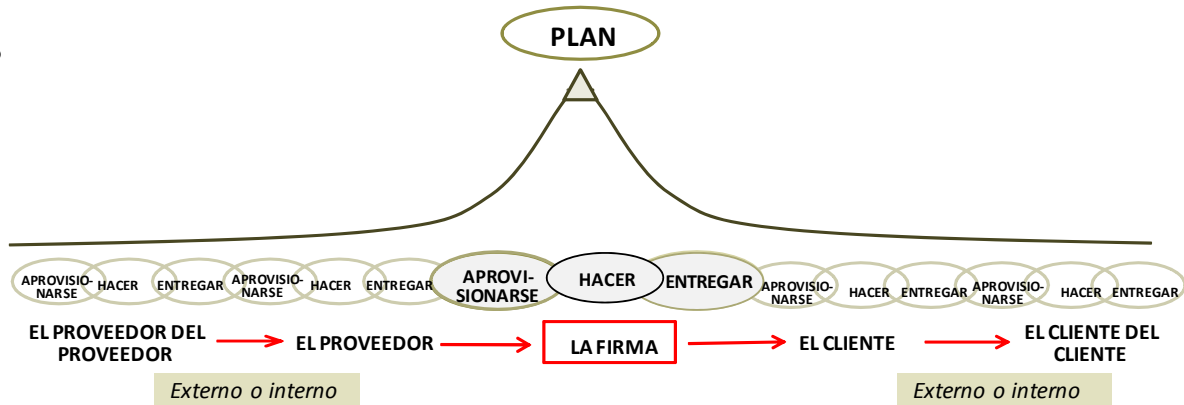 PLAN
APROVISIO-
NARSE
HACER
ENTREGAR
APROVISIO-
NARSE
HACER
ENTREGAR
APROVI-
SIONARSE
HACER
ENTREGAR
APROVISIO-
NARSE
HACER
ENTREGAR
APROVISIO-
NARSE
HACER
ENTREGAR
EL PROVEEDOR DEL
PROVEEDOR
EL PROVEEDOR
LA FIRMA
EL CLIENTE
EL CLIENTE DEL
CLIENTE
Externo o interno
Externo o interno